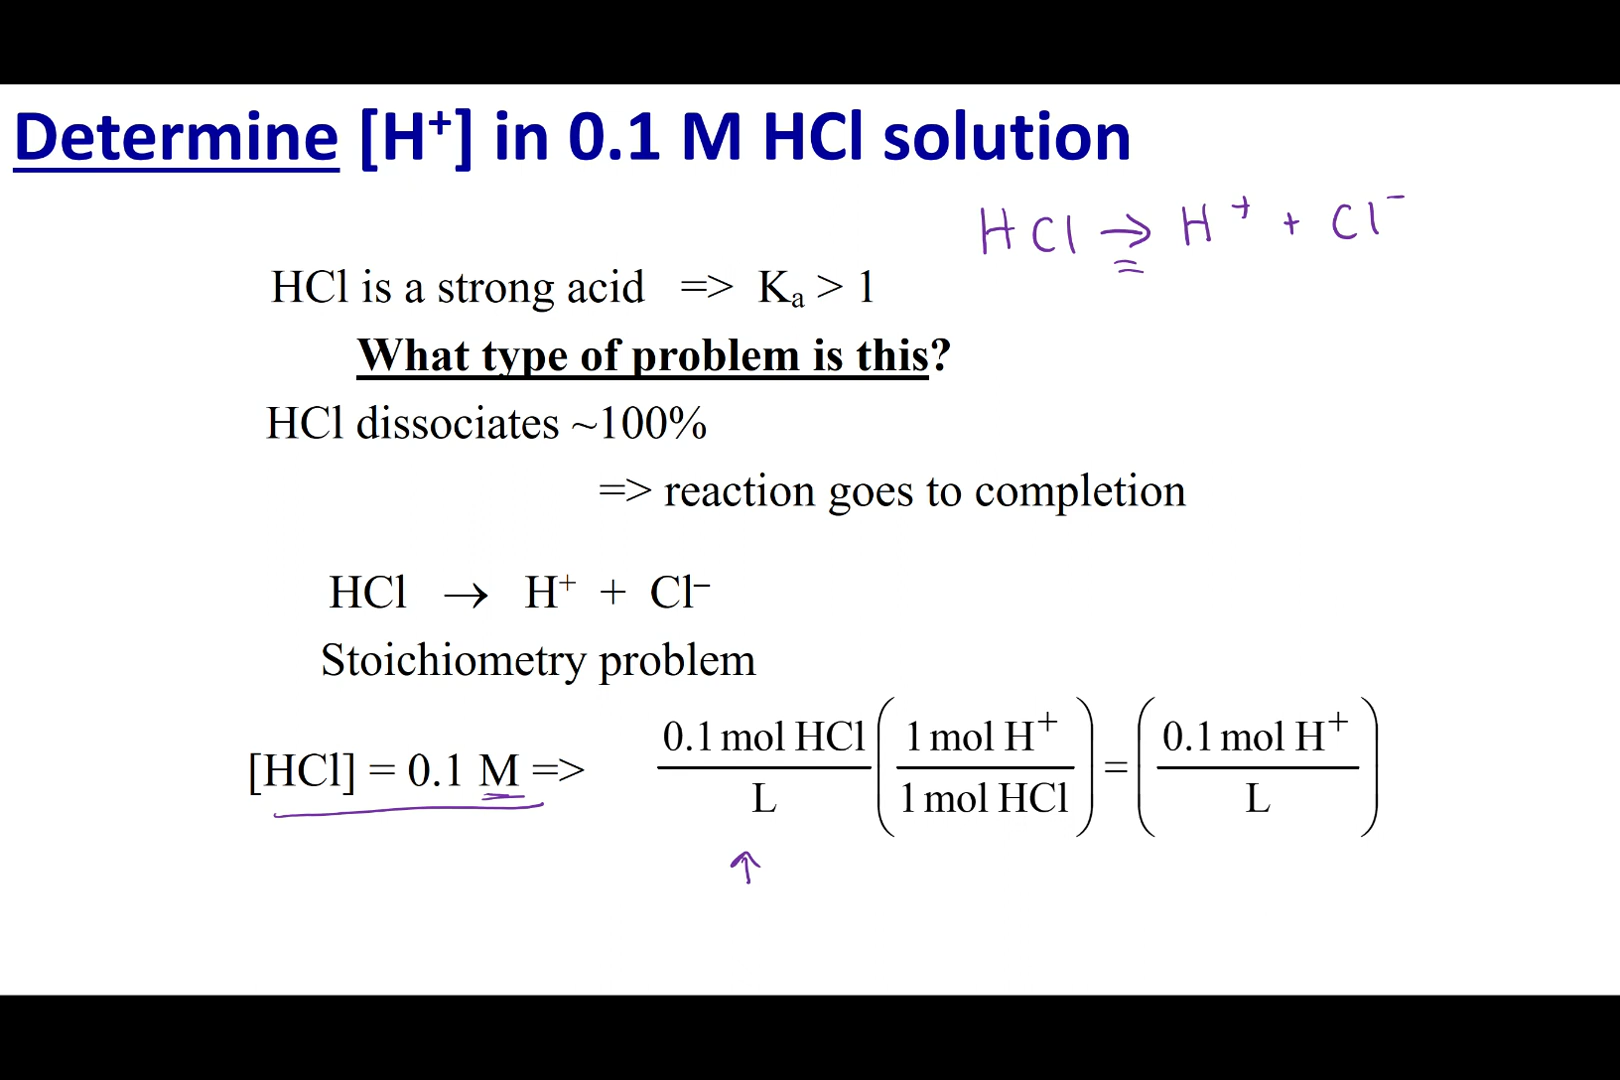 Determine [H⁺] in 0.1 M HCl solution
HCl → H⁺ + Cl⁻
HCl is a strong acid => Kₐ > 1
What type of problem is this?
HCl dissociates ~100%
=> reaction goes to completion
HCl → H⁺ + Cl⁻
Stoichiometry problem
[HCl] = 0.1 M => 0.1 mol HCl / L (1 mol H⁺ / 1 mol HCl) = (0.1 mol H⁺ / L)